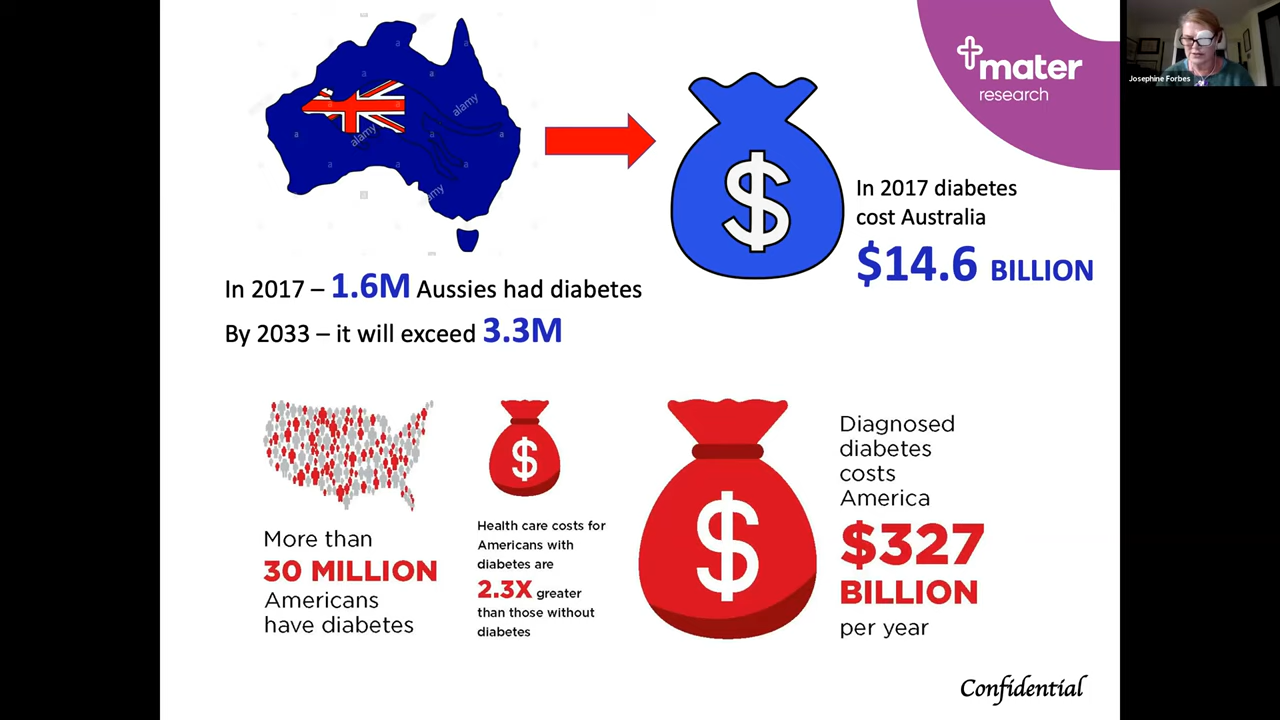 mater
research
Josephine Forbes
alamy
alamy
alamy
a
a
a
a
a
a
a
a
$
In 2017 diabetes
cost Australia
$14.6 BILLION
In 2017 – 1.6M Aussies had diabetes
By 2033 – it will exceed 3.3M
More than
30 MILLION
Americans
have diabetes
$
Health care costs for
Americans with
diabetes are
2.3X greater
than those without
diabetes
$
Diagnosed
diabetes
costs
America
$327
BILLION
per year
Confidential